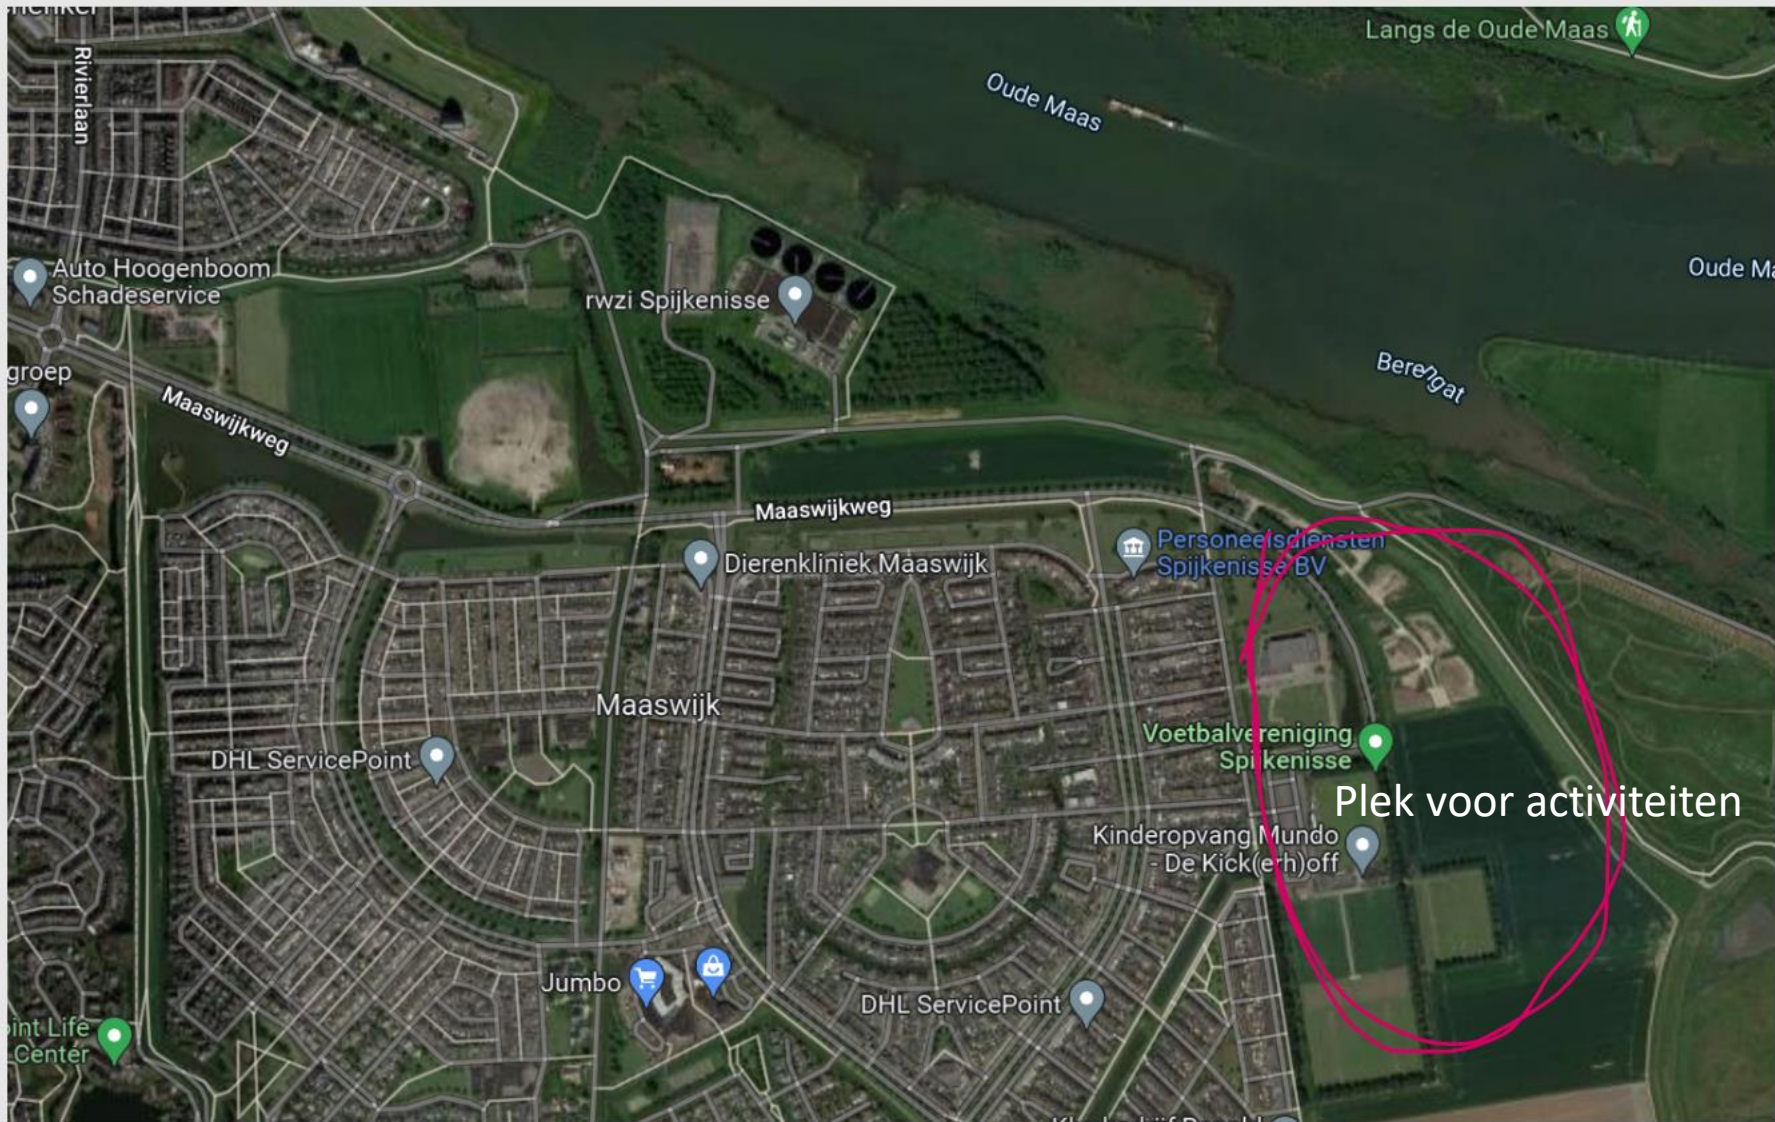 Langs de Oude Maas
Rivierlaan
Oude Maas
Auto Hoogenboom
Schadeservice
rwzi Spijkenisse
Oude Ma
groep
Berengat
Maaswijkweg
Maaswijkweg
Dierenkliniek Maaswijk
Personeelsdiensten
Spijkenisse BV
Maaswijk
Voetbalvereniging
Spijkenisse
DHL ServicePoint
Plek voor activiteiten
Kinderopvang Mundo
- De Kick(erh)off
Jumbo
DHL ServicePoint
oint Life
Center